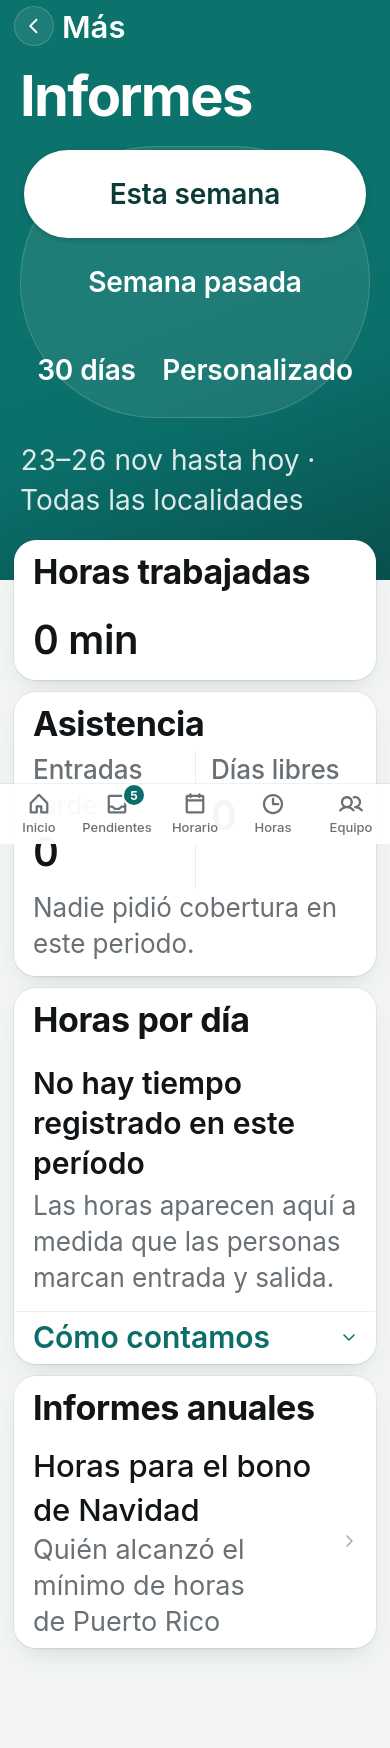 Más
Informes
Esta semana
Semana pasada
30 días Personalizado
23–26 nov hasta hoy ·
Todas las localidades
Horas trabajadas
0 min
Asistencia
Entradas Días libres
5
Inicio Pendientes Horario Horas Equipo
0 0
Nadie pidió cobertura en
este periodo.
Horas por día
No hay tiempo
registrado en este
período
Las horas aparecen aquí a
medida que las personas
marcan entrada y salida.
Cómo contamos
Informes anuales
Horas para el bono
de Navidad
Quién alcanzó el
mínimo de horas
de Puerto Rico